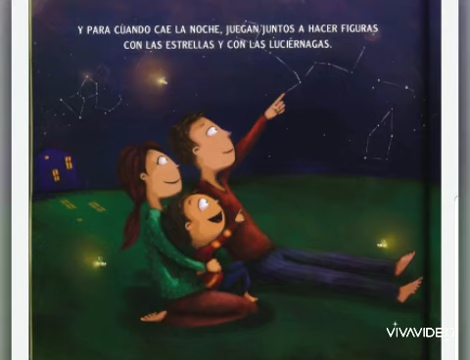 Y PARA CUANDO CAE LA NOCHE, JUEGAN JUNTOS A HACER FIGURAS
CON LAS ESTRELLAS Y CON LAS LUCIÉRNAGAS.
VIVAVIDEO